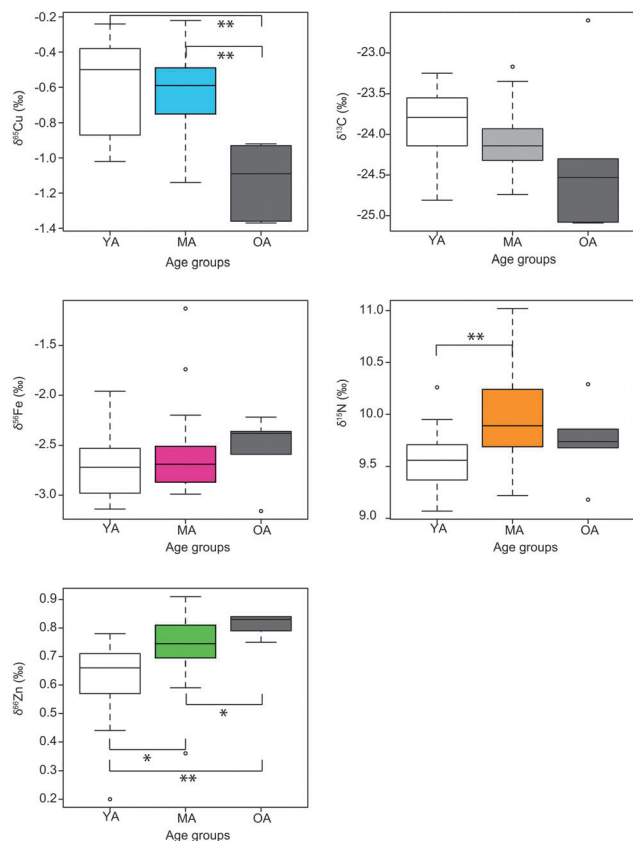 δ⁶⁵Cu (‰)
-0.2
-0.4
-0.6
-0.8
-1.0
-1.2
-1.4
**
**
YA
MA
OA
Age groups
δ¹³C (‰)
-23.0
-23.5
-24.0
-24.5
-25.0
YA
MA
OA
Age groups
δ⁵⁶Fe (‰)
-1.5
-2.0
-2.5
-3.0
YA
MA
OA
Age groups
δ¹⁵N (‰)
11.0
10.5
10.0
9.5
9.0
**
YA
MA
OA
Age groups
δ⁶⁶Zn (‰)
0.9
0.8
0.7
0.6
0.5
0.4
0.3
0.2
*
*
**
YA
MA
OA
Age groups